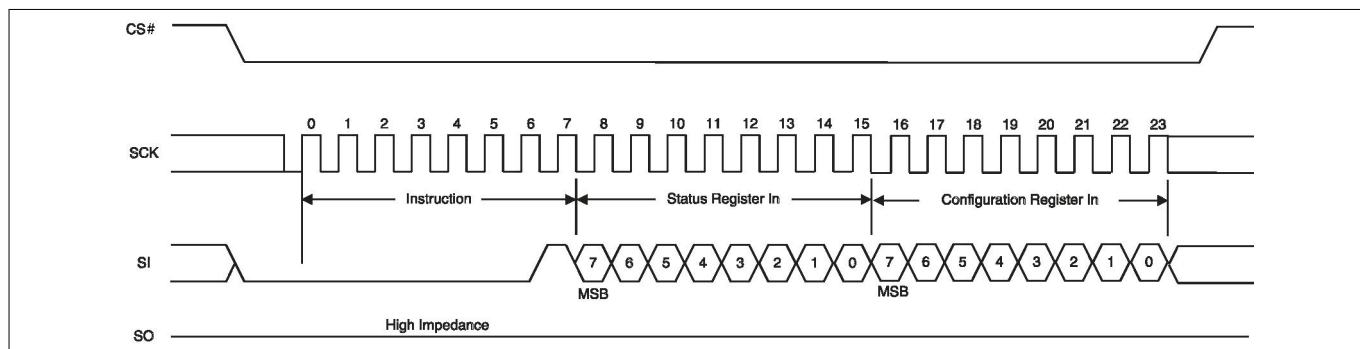 CS#
0 1 2 3 4 5 6 7 8 9 10 11 12 13 14 15 16 17 18 19 20 21 22 23
SCK
Instruction Status Register In Configuration Register In
SI 7 6 5 4 3 2 1 0 7 6 5 4 3 2 1 0
MSB MSB
High Impedance
SO